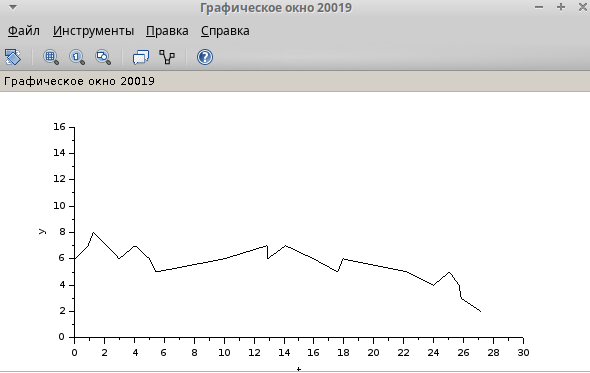 Графическое окно 20019
Файл Инструменты Правка Справка
Графическое окно 20019
16
14
12
10
8
6
4
2
0
y
0 2 4 6 8 10 12 14 16 18 20 22 24 26 28 30
t